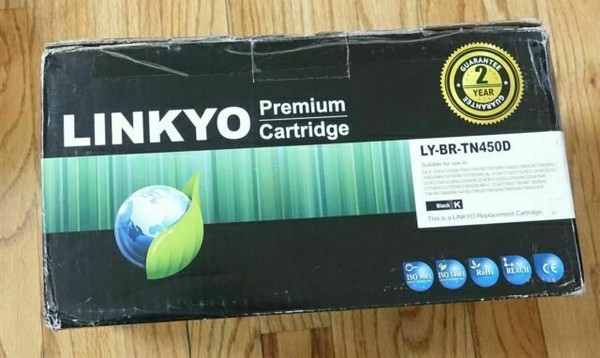 LINKYO
Premium
Cartridge
GUARANTEE
2
YEAR
GUARANTEE
LY-BR-TN450D
Suitable for use in:
Black K
This is a LINKYO Replacement Cartridge
ISO 9001
ISO 14001
RoHS
REACH
CE